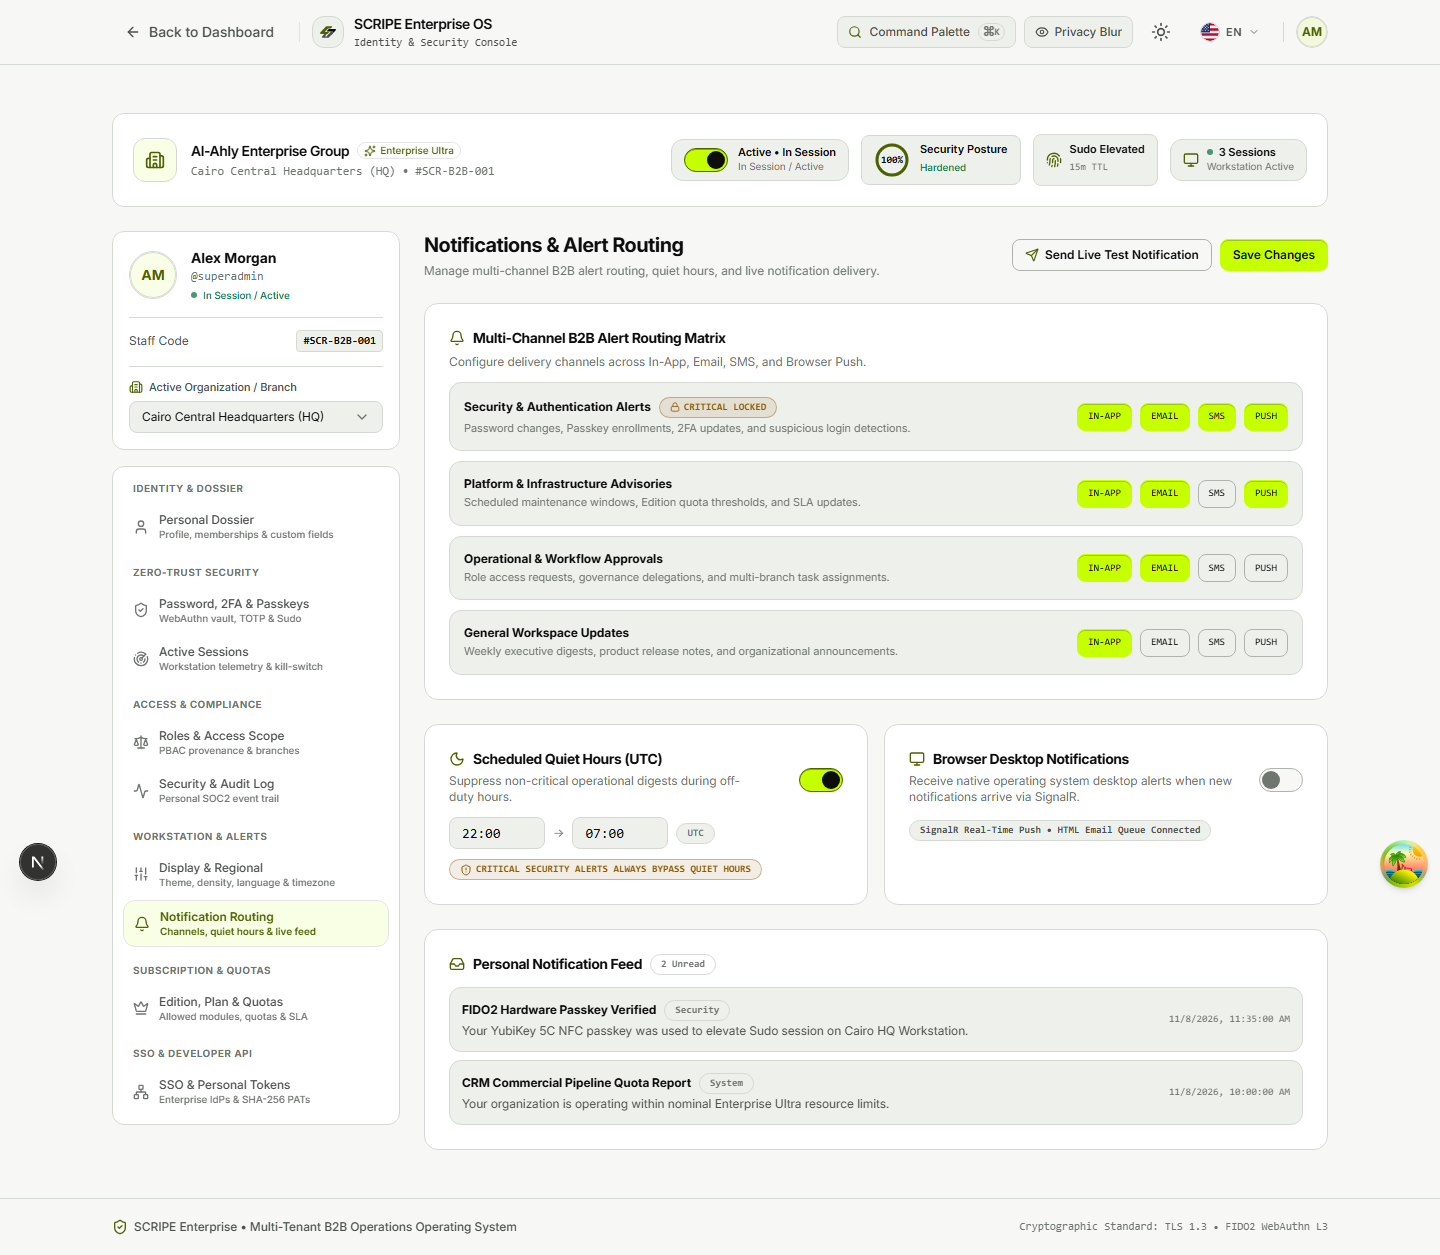 Back to Dashboard
SCRIPE Enterprise OS
Identity & Security Console
Command Palette ⌘K
Privacy Blur
EN
AM
Al-Ahly Enterprise Group
Enterprise Ultra
Cairo Central Headquarters (HQ) • #SCR-B2B-001
Active • In Session
In Session / Active
100%
Security Posture
Hardened
Sudo Elevated
15m TTL
3 Sessions
Workstation Active
AM
Alex Morgan
@superadmin
In Session / Active
Staff Code
#SCR-B2B-001
Active Organization / Branch
Cairo Central Headquarters (HQ)
IDENTITY & DOSSIER
Personal Dossier
Profile, memberships & custom fields
ZERO-TRUST SECURITY
Password, 2FA & Passkeys
WebAuthn vault, TOTP & Sudo
Active Sessions
Workstation telemetry & kill-switch
ACCESS & COMPLIANCE
Roles & Access Scope
PBAC provenance & branches
Security & Audit Log
Personal SOC2 event trail
WORKSTATION & ALERTS
Display & Regional
Theme, density, language & timezone
Notification Routing
Channels, quiet hours & live feed
SUBSCRIPTION & QUOTAS
Edition, Plan & Quotas
Allowed modules, quotas & SLA
SSO & DEVELOPER API
SSO & Personal Tokens
Enterprise IdPs & SHA-256 PATs
Notifications & Alert Routing
Manage multi-channel B2B alert routing, quiet hours, and live notification delivery.
Send Live Test Notification
Save Changes
Multi-Channel B2B Alert Routing Matrix
Configure delivery channels across In-App, Email, SMS, and Browser Push.
Security & Authentication Alerts
CRITICAL LOCKED
Password changes, Passkey enrollments, 2FA updates, and suspicious login detections.
IN-APP EMAIL SMS PUSH
Platform & Infrastructure Advisories
Scheduled maintenance windows, Edition quota thresholds, and SLA updates.
IN-APP EMAIL SMS PUSH
Operational & Workflow Approvals
Role access requests, governance delegations, and multi-branch task assignments.
IN-APP EMAIL SMS PUSH
General Workspace Updates
Weekly executive digests, product release notes, and organizational announcements.
IN-APP EMAIL SMS PUSH
Scheduled Quiet Hours (UTC)
Suppress non-critical operational digests during off-
duty hours.
22:00 → 07:00 UTC
CRITICAL SECURITY ALERTS ALWAYS BYPASS QUIET HOURS
Browser Desktop Notifications
Receive native operating system desktop alerts when new
notifications arrive via SignalR.
SignalR Real-Time Push • HTML Email Queue Connected
Personal Notification Feed
2 Unread
FIDO2 Hardware Passkey Verified
Security
Your YubiKey 5C NFC passkey was used to elevate Sudo session on Cairo HQ Workstation.
11/8/2026, 11:35:00 AM
CRM Commercial Pipeline Quota Report
System
Your organization is operating within nominal Enterprise Ultra resource limits.
11/8/2026, 10:00:00 AM
N
SCRIPE Enterprise • Multi-Tenant B2B Operations Operating System
Cryptographic Standard: TLS 1.3 • FIDO2 WebAuthn L3